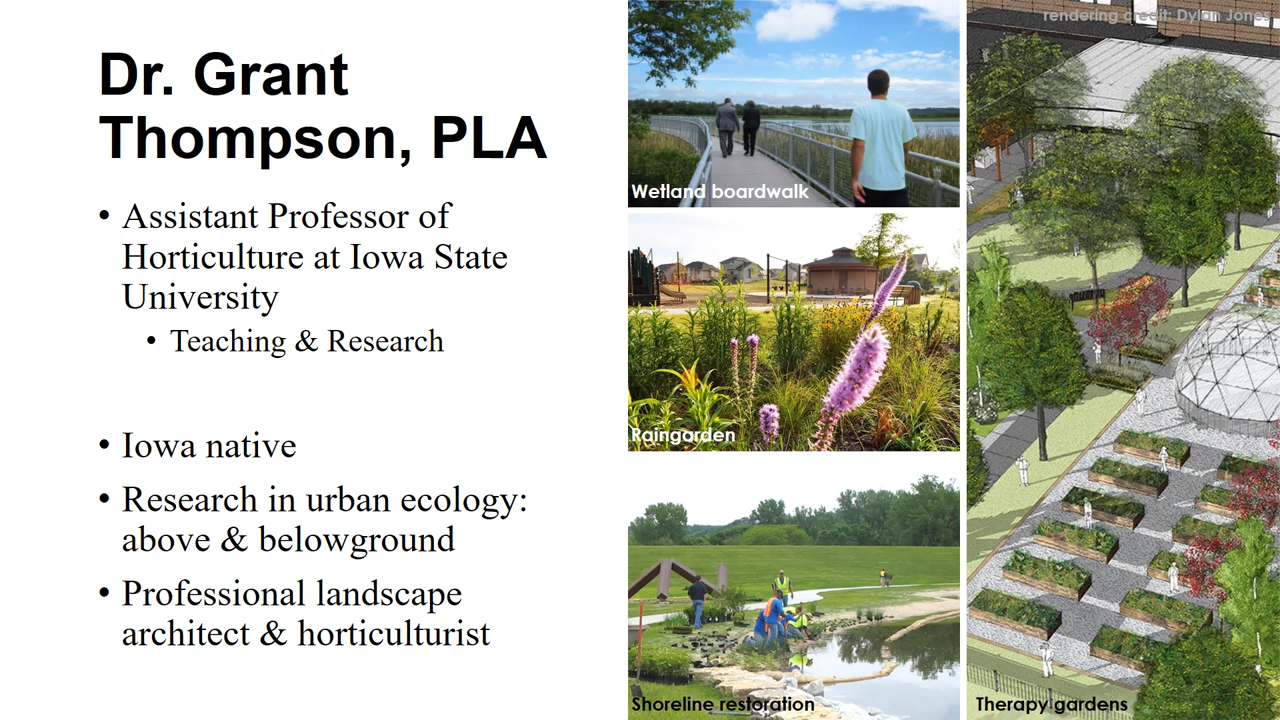 Dr. Grant
Thompson, PLA
• Assistant Professor of
Horticulture at Iowa State
University
• Teaching & Research
• Iowa native
• Research in urban ecology:
above & belowground
• Professional landscape
architect & horticulturist
Wetland boardwalk
Raingarden
Shoreline restoration
rendering credit: Dylan Jones
Therapy gardens